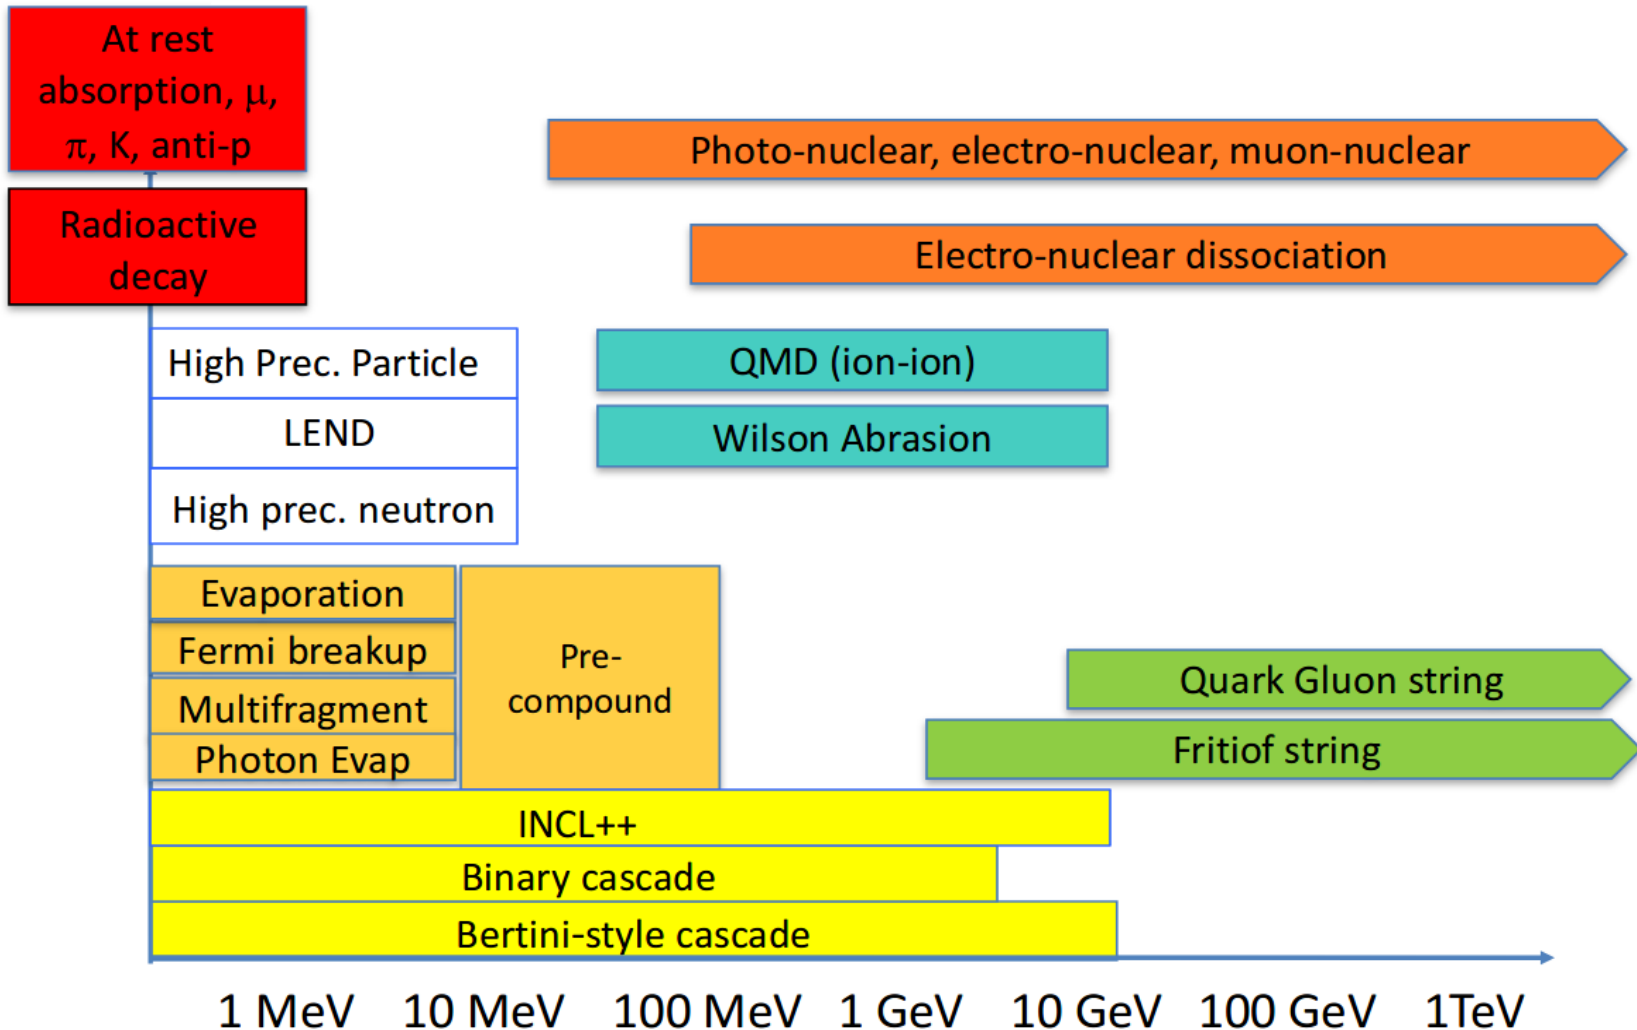 At rest
absorption, μ,
π, K, anti-p
Photo-nuclear, electro-nuclear, muon-nuclear
Radioactive
decay
Electro-nuclear dissociation
High Prec. Particle
QMD (ion-ion)
LEND
Wilson Abrasion
High prec. neutron
Evaporation
Fermi breakup
Multifragment
Photon Evap
Pre-
compound
Quark Gluon string
Fritiof string
INCL++
Binary cascade
Bertini-style cascade
1 MeV 10 MeV 100 MeV 1 GeV 10 GeV 100 GeV 1TeV